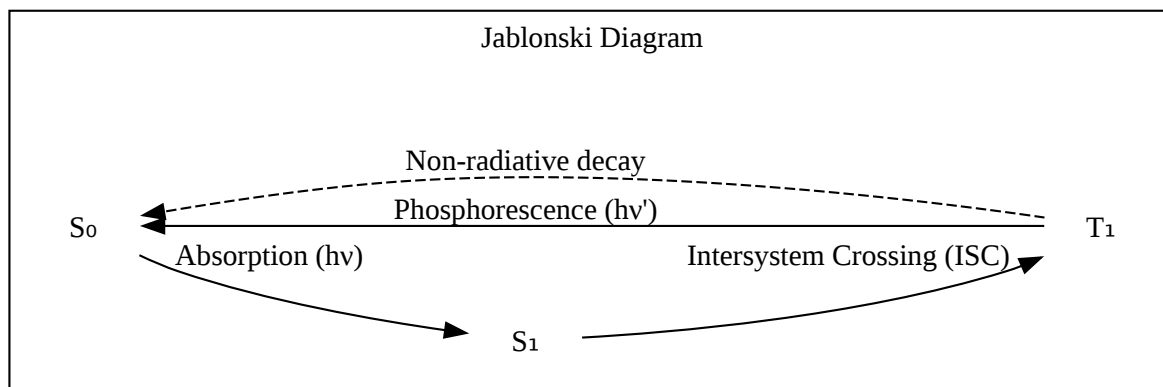 Jablonski Diagram
Non-radiative decay
Phosphorescence (hν')
S₀
T₁
Absorption (hν)
Intersystem Crossing (ISC)
S₁